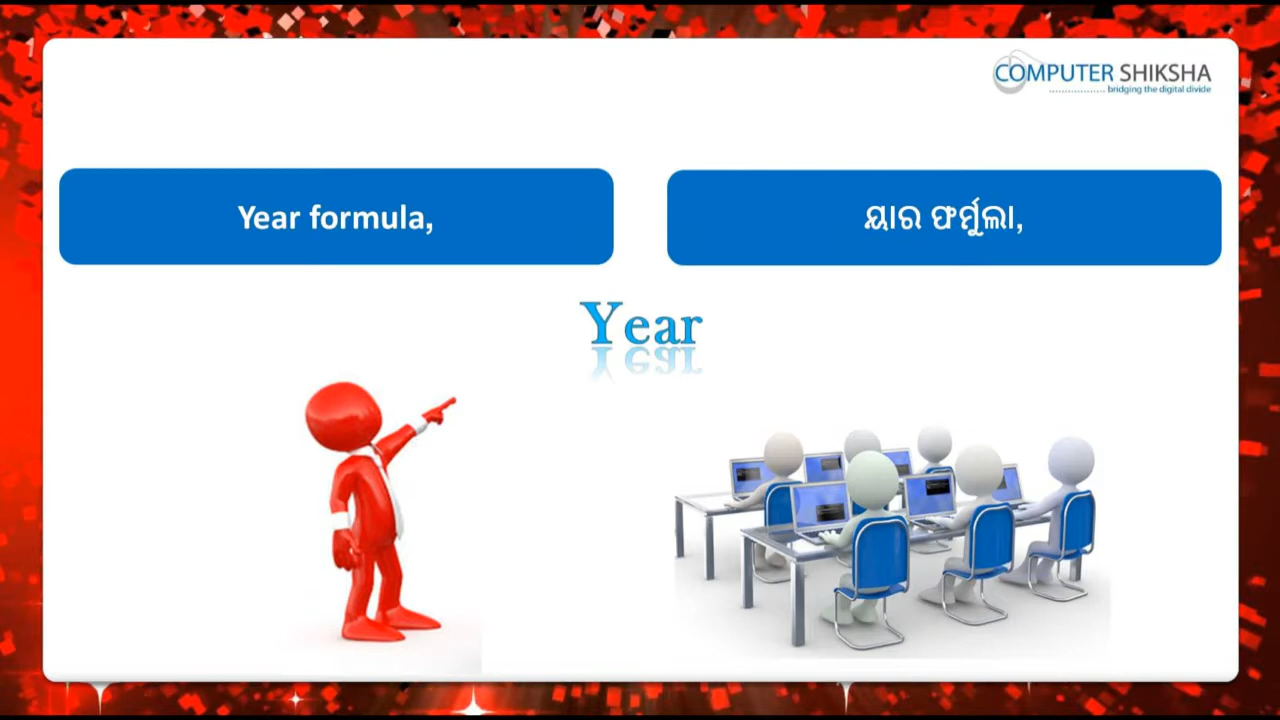 COMPUTER SHIKSHA
bridging the digital divide
Year formula,
ୟାର ଫର୍ମୁଲା,
Year